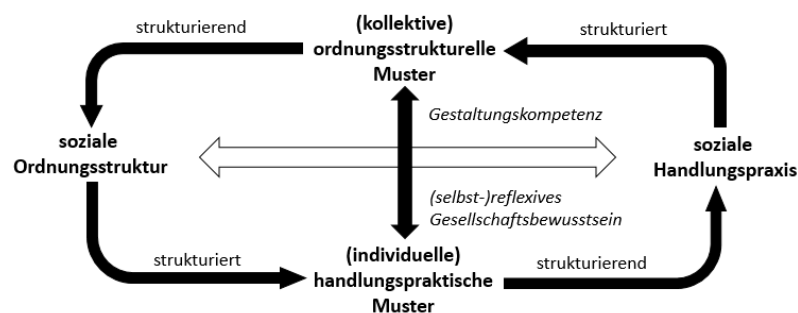 (kollektive)
ordnungsstrukturelle
Muster
strukturierend
strukturiert
Gestaltungskompetenz
soziale
Ordnungsstruktur
soziale
Handlungspraxis
(selbst-)reflexives
Gesellschaftsbewusstsein
(individuelle)
handlungspraktische
Muster
strukturiert
strukturierend